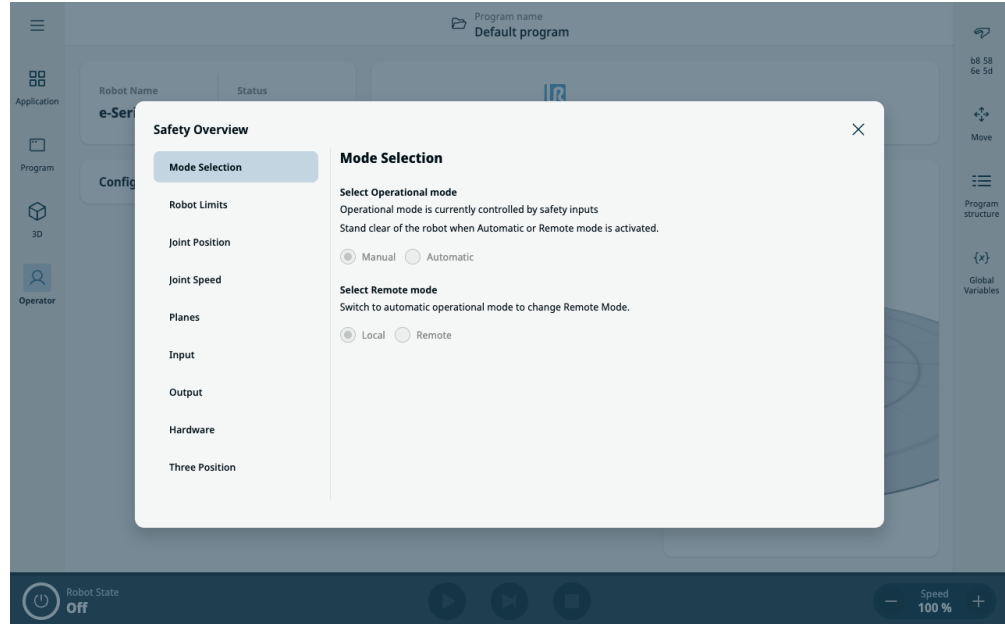 Program name
Default program
Application
Program
3D
Operator
Robot Name
Status
e-Seri
Config
b8 58
6e 5d
Move
Program
structure
Global
Variables
Safety Overview
Mode Selection
Robot Limits
Joint Position
Joint Speed
Planes
Input
Output
Hardware
Three Position
Mode Selection
Select Operational mode
Operational mode is currently controlled by safety inputs
Stand clear of the robot when Automatic or Remote mode is activated.
Manual Automatic
Select Remote mode
Switch to automatic operational mode to change Remote Mode.
Local Remote
Robot State
Off
Speed
100 %